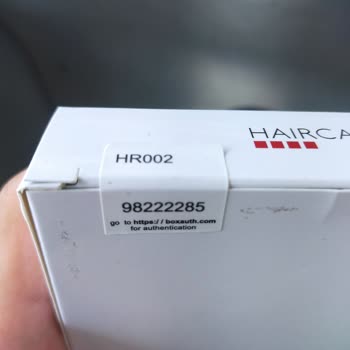 HAIRCA
HR002
98222285
go to https:// boxauth.com
for authentication